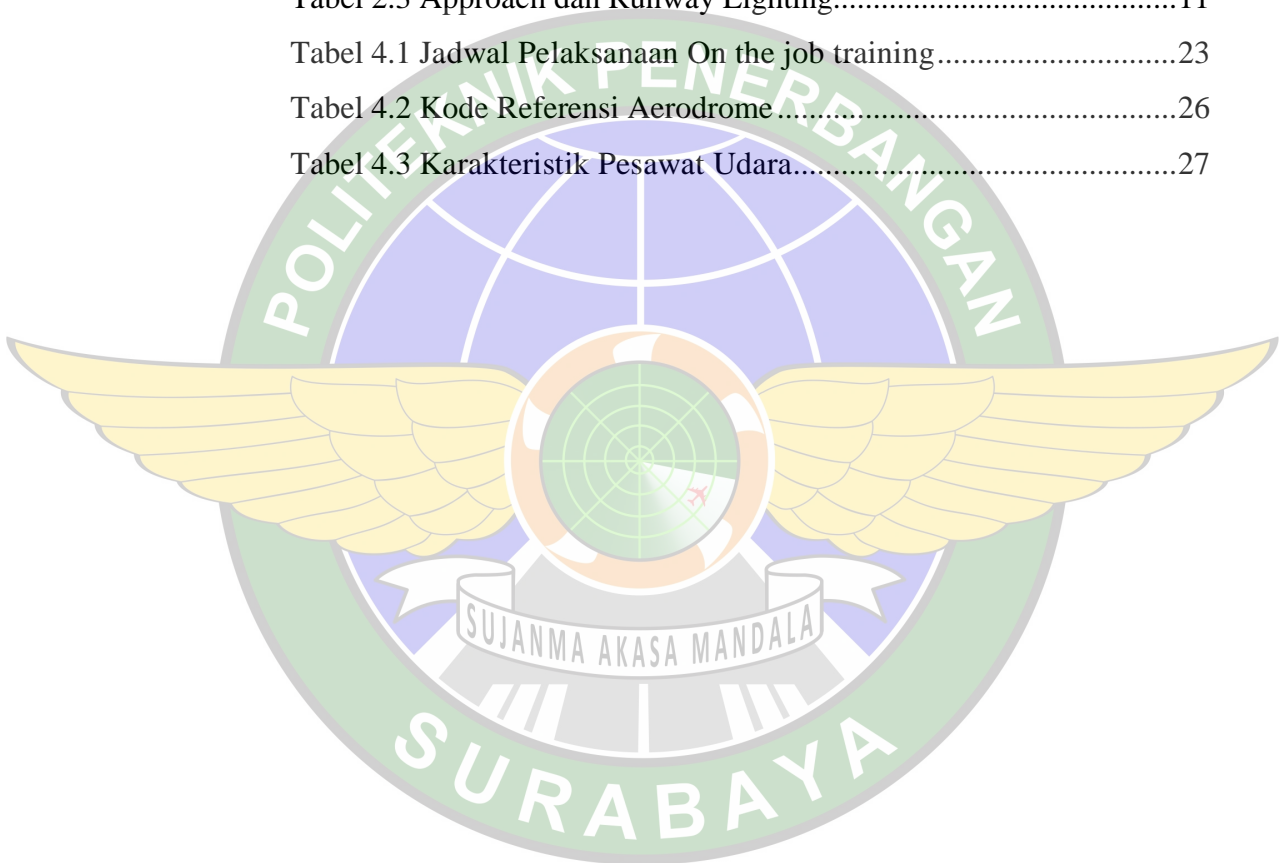 Tabel 2.3 Approach dan Runway Lighting....................................................11
Tabel 4.1 Jadwal Pelaksanaan On the job training............................23
Tabel 4.2 Kode Referensi Aerodrome...............................................26
Tabel 4.3 Karakteristik Pesawat Udara.............................................27
POLITEKNIK PENERBANGAN
SUJANMA AKASA MANDALA
SURABAYA